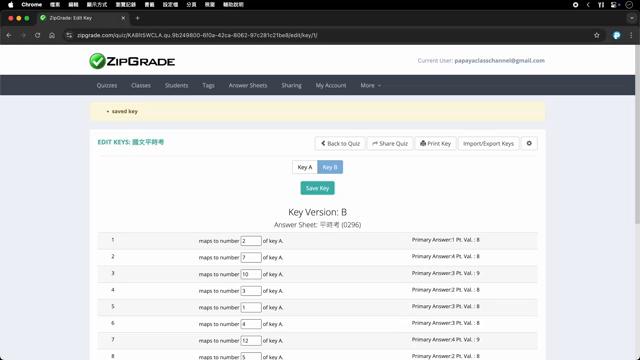 Chrome 檔案 編輯 顯示方式 瀏覽記錄 書籤 設定檔 分頁 視窗 輔助說明
ZipGrade: Edit Key
zipgrade.com/quiz/KABItSWCLA.qu.9b249800-6f0a-42ca-8062-97c281c21be8/edit/key/1/
ZIPGRADE
Current User: papayaclasschannel@gmail.com
Quizzes Classes Students Tags Answer Sheets Sharing My Account More
saved key
EDIT KEYS: 國文平時考
Back to Quiz Share Quiz Print Key Import/Export Keys
Key A Key B
Save Key
Key Version: B
Answer Sheet: 平時考 (0296)
1 maps to number 2 of key A. Primary Answer:1 Pt. Val. : 8
2 maps to number 7 of key A. Primary Answer:4 Pt. Val. : 8
3 maps to number 10 of key A. Primary Answer:3 Pt. Val. : 9
4 maps to number 3 of key A. Primary Answer:2 Pt. Val. : 8
5 maps to number 1 of key A. Primary Answer:3 Pt. Val. : 8
6 maps to number 4 of key A. Primary Answer:3 Pt. Val. : 8
7 maps to number 12 of key A. Primary Answer:4 Pt. Val. : 9
8 maps to number 5 of key A. Primary Answer:2 Pt. Val. : 8